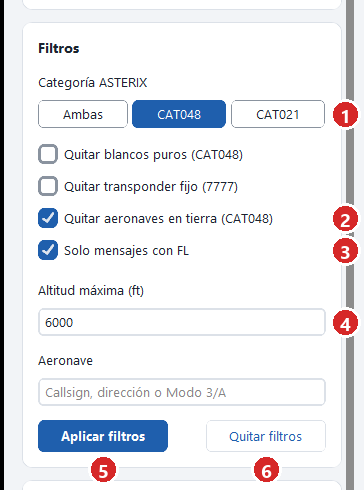 Filtros
Categoría ASTERIX
Ambas CAT048 CAT021 1
Quitar blancos puros (CAT048)
Quitar transponder fijo (7777)
Quitar aeronaves en tierra (CAT048) 2
Solo mensajes con FL 3
Altitud máxima (ft)
6000 4
Aeronave
Callsign, dirección o Modo 3/A
Aplicar filtros Quitar filtros
5 6